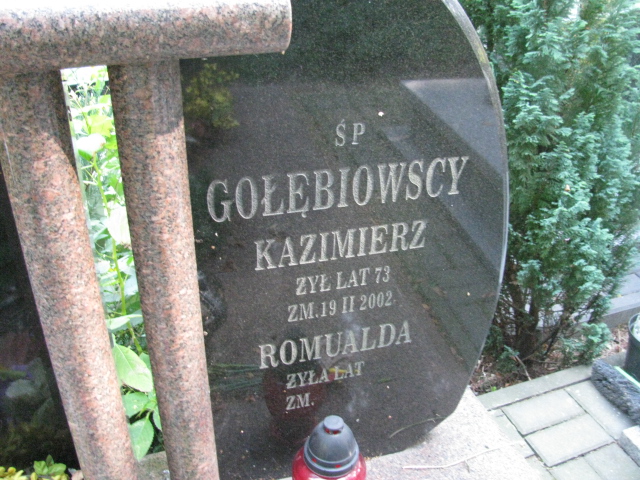 ŚP
GOŁĘBIOWSCY
KAZIMIERZ
ŻYŁ LAT 73
ZM. 19 II 2002
ROMUALDA
ŻYŁA LAT
ZM.